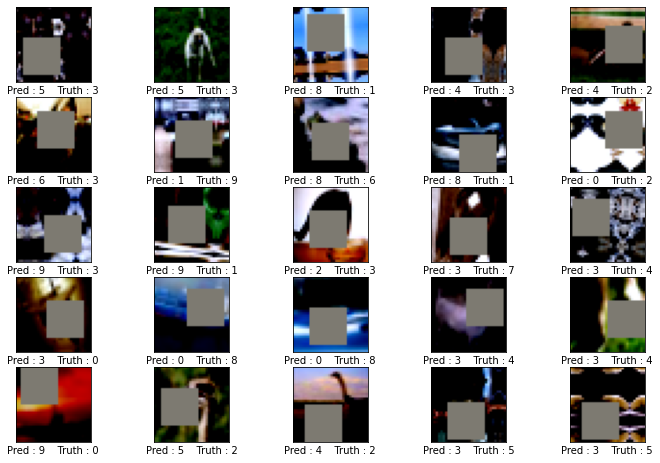 Pred : 5 Truth : 3
Pred : 5 Truth : 3
Pred : 8 Truth : 1
Pred : 4 Truth : 3
Pred : 4 Truth : 2
Pred : 6 Truth : 3
Pred : 1 Truth : 9
Pred : 8 Truth : 6
Pred : 8 Truth : 1
Pred : 0 Truth : 2
Pred : 9 Truth : 3
Pred : 9 Truth : 1
Pred : 2 Truth : 3
Pred : 3 Truth : 7
Pred : 3 Truth : 4
Pred : 3 Truth : 0
Pred : 0 Truth : 8
Pred : 0 Truth : 8
Pred : 3 Truth : 4
Pred : 3 Truth : 4
Pred : 9 Truth : 0
Pred : 5 Truth : 2
Pred : 4 Truth : 2
Pred : 3 Truth : 5
Pred : 3 Truth : 5